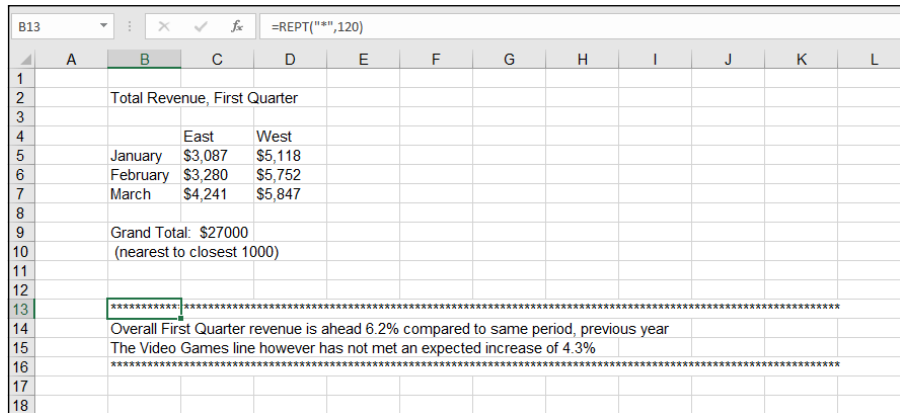 B13 fx =REPT("*",120)
A B C D E F G H I J K L
1
2 Total Revenue, First Quarter
3
4 East West
5 January $3,087 $5,118
6 February $3,280 $5,752
7 March $4,241 $5,847
8
9 Grand Total: $27000
10 (nearest to closest 1000)
11
12
13 ************************************************************************************************************************
14 Overall First Quarter revenue is ahead 6.2% compared to same period, previous year
15 The Video Games line however has not met an expected increase of 4.3%
16 ************************************************************************************************************************
17
18